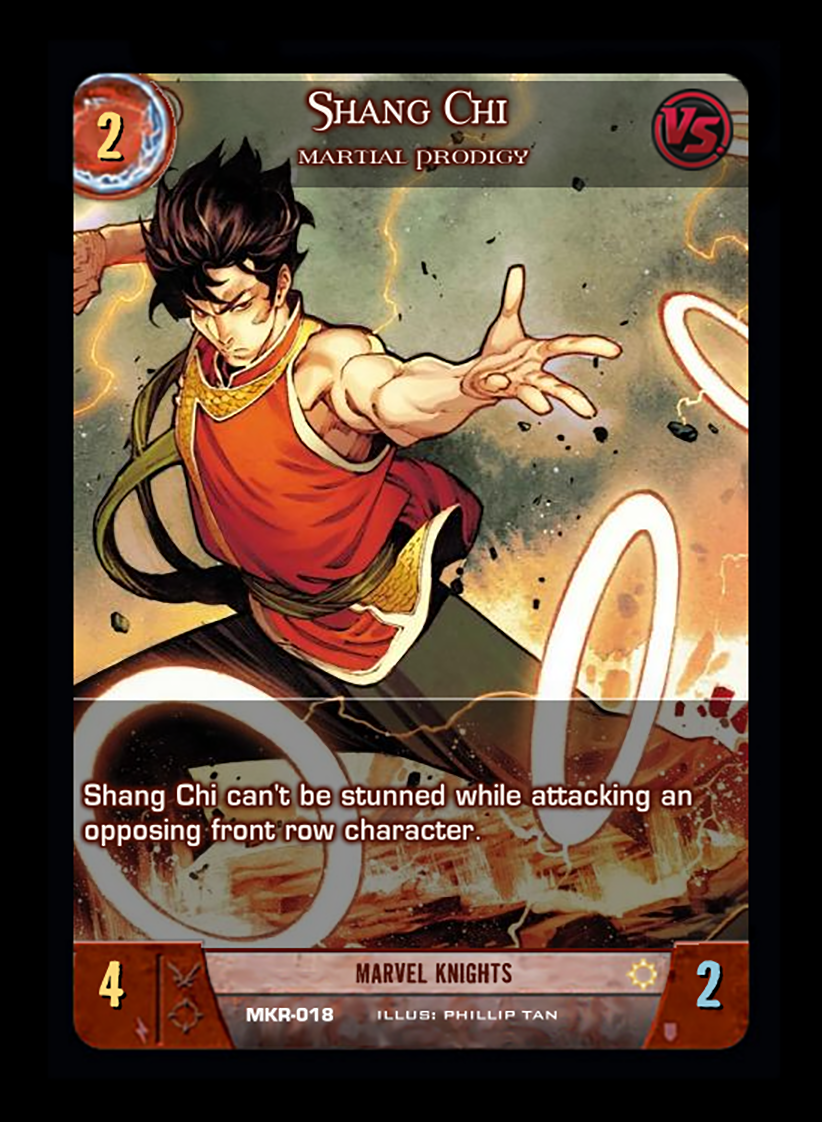 2
Shang Chi
VS.
Martial Prodigy
Shang Chi can't be stunned while attacking an
opposing front row character.
4
MARVEL KNIGHTS
2
MKR-018 ILLUS: PHILLIP TAN